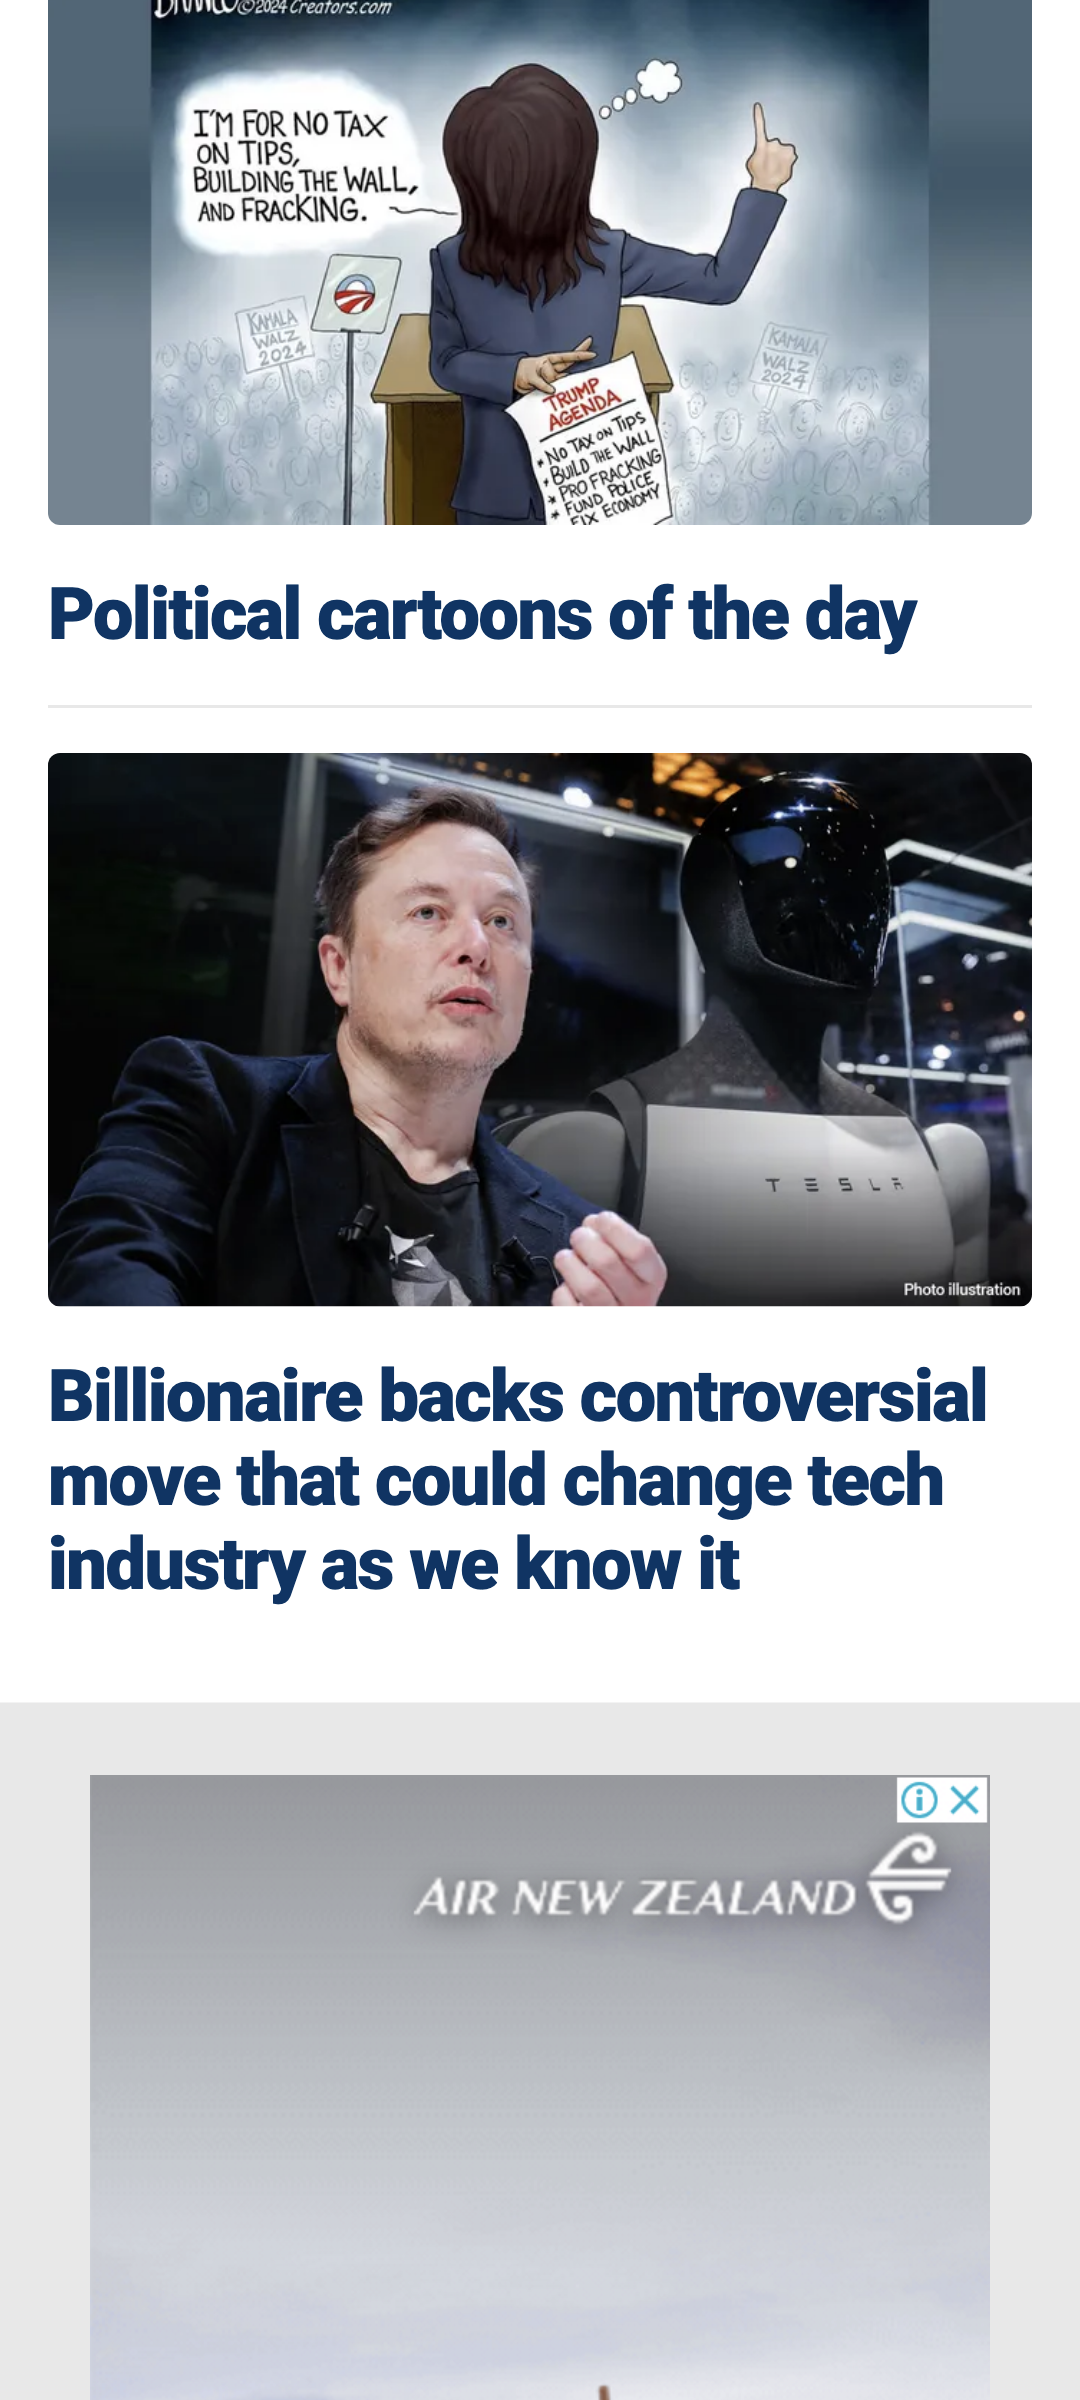 ©2024 Creators.com
I'M FOR NO TAX
ON TIPS,
BUILDING THE WALL,
AND FRACKING.
KAMALA
WALZ
2024
KAMALA
WALZ
2024
TRUMP
AGENDA
* NO TAX ON TIPS
* BUILD THE WALL
* PRO FRACKING
* FUND POLICE
FIX ECONOMY
Political cartoons of the day
TESLA
Photo illustration
Billionaire backs controversial
move that could change tech
industry as we know it
AIR NEW ZEALAND